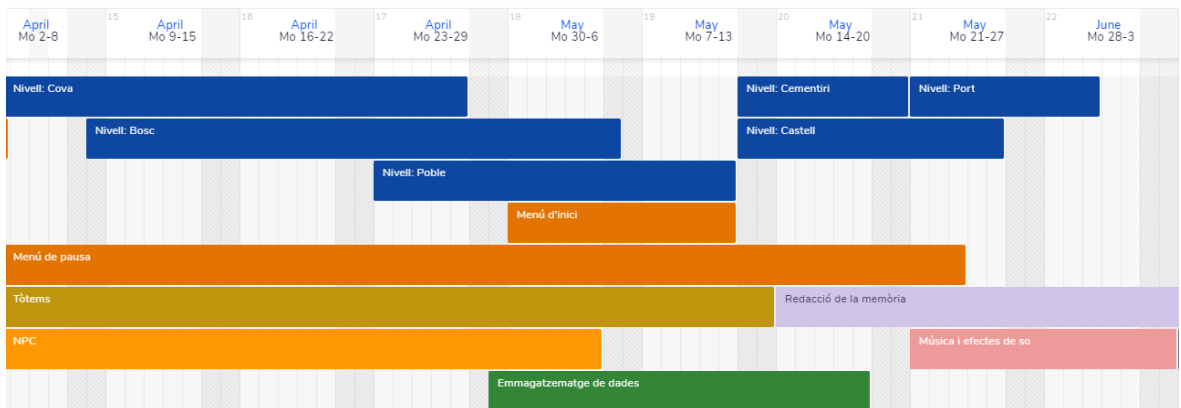 April
Mo 2-8
15
April
Mo 9-15
16
April
Mo 16-22
17
April
Mo 23-29
18
May
Mo 30-6
19
May
Mo 7-13
20
May
Mo 14-20
21
May
Mo 21-27
22
June
Mo 28-3
Nivell: Cova
Nivell: Cementiri
Nivell: Port
Nivell: Bosc
Nivell: Castell
Nivell: Poble
Menú d'inici
Menú de pausa
Tòtems
Redacció de la memòria
NPC
Música i efectes de so
Emmagatzematge de dades